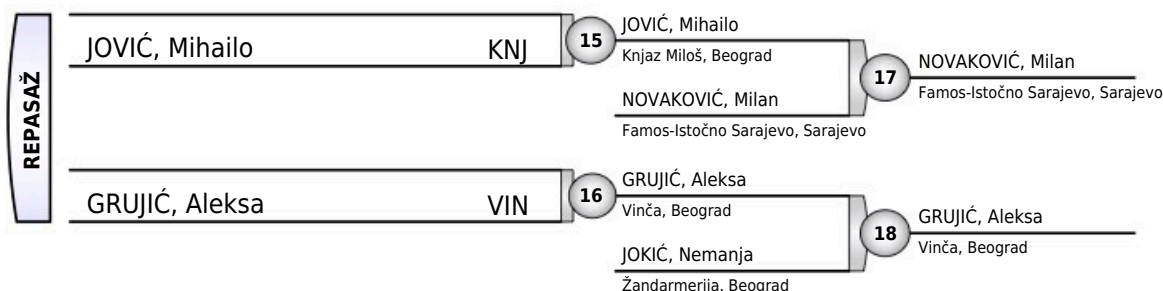 REPASAŽ
JOVIĆ, Mihailo KNJ
15
JOVIĆ, Mihailo
Knjaz Miloš, Beograd
NOVAKOVIĆ, Milan
Famos-Istočno Sarajevo, Sarajevo
17
NOVAKOVIĆ, Milan
Famos-Istočno Sarajevo, Sarajevo
GRUJIĆ, Aleksa VIN
16
GRUJIĆ, Aleksa
Vinča, Beograd
JOKIĆ, Nemanja
Žandarmerija, Beograd
18
GRUJIĆ, Aleksa
Vinča, Beograd